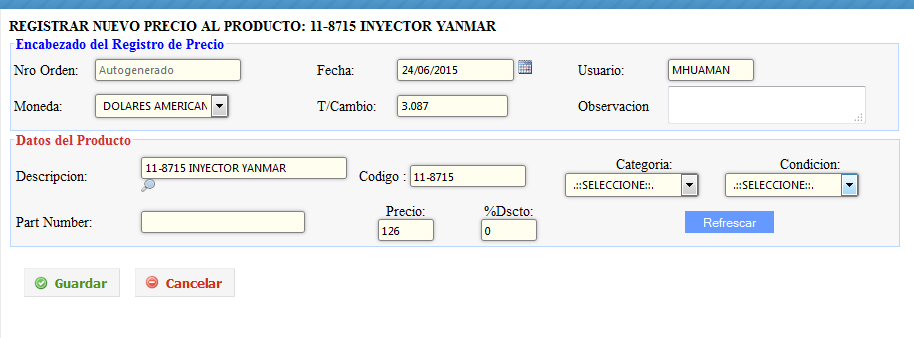 REGISTRAR NUEVO PRECIO AL PRODUCTO: 11-8715 INYECTOR YANMAR
Encabezado del Registro de Precio
Nro Orden: Autogenerado Fecha: 24/06/2015 Usuario: MHUAMAN
Moneda: DOLARES AMERICAN T/Cambio: 3.087 Observacion
Datos del Producto
Descripcion: 11-8715 INYECTOR YANMAR Codigo : 11-8715 Categoria: .::SELECCIONE::. Condicion: .::SELECCIONE::.
Part Number: Precio: 126 %Dscto: 0 Refrescar
Guardar Cancelar